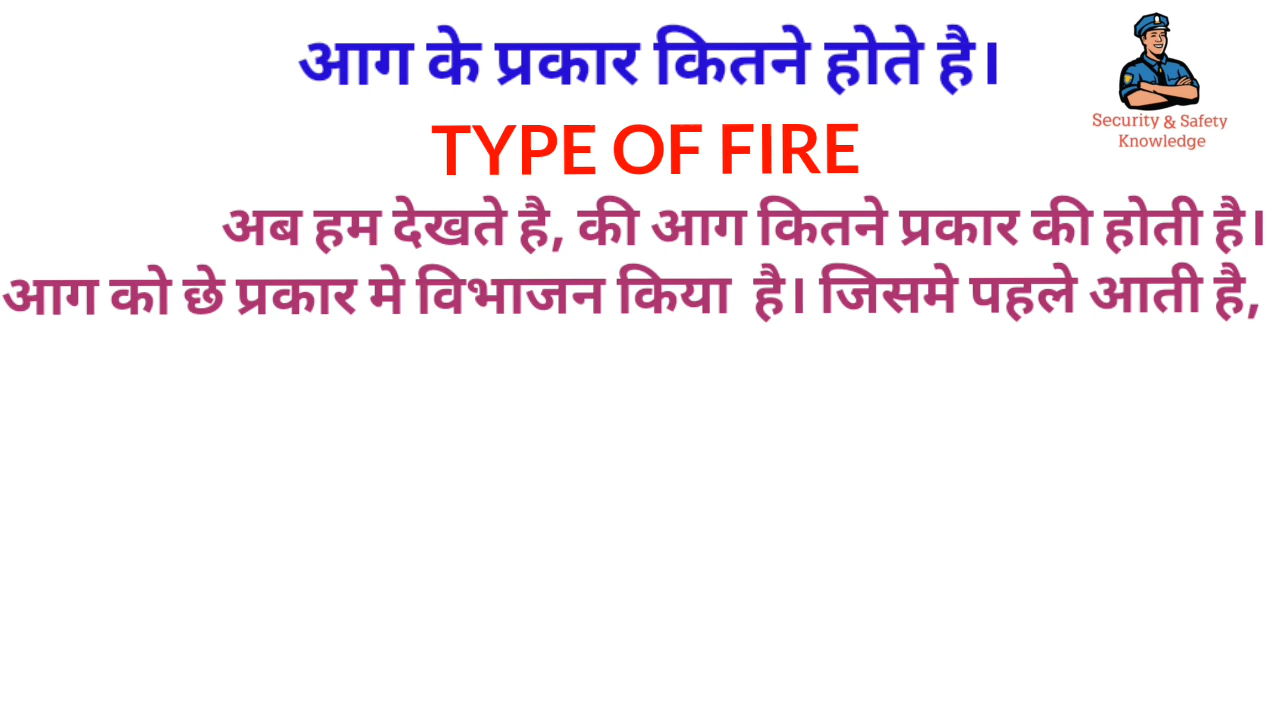 आग के प्रकार कितने होते है।
Security & Safety
Knowledge
TYPE OF FIRE
अब हम देखते है, की आग कितने प्रकार की होती है।
आग को छे प्रकार मे विभाजन किया है। जिसमे पहले आती है,